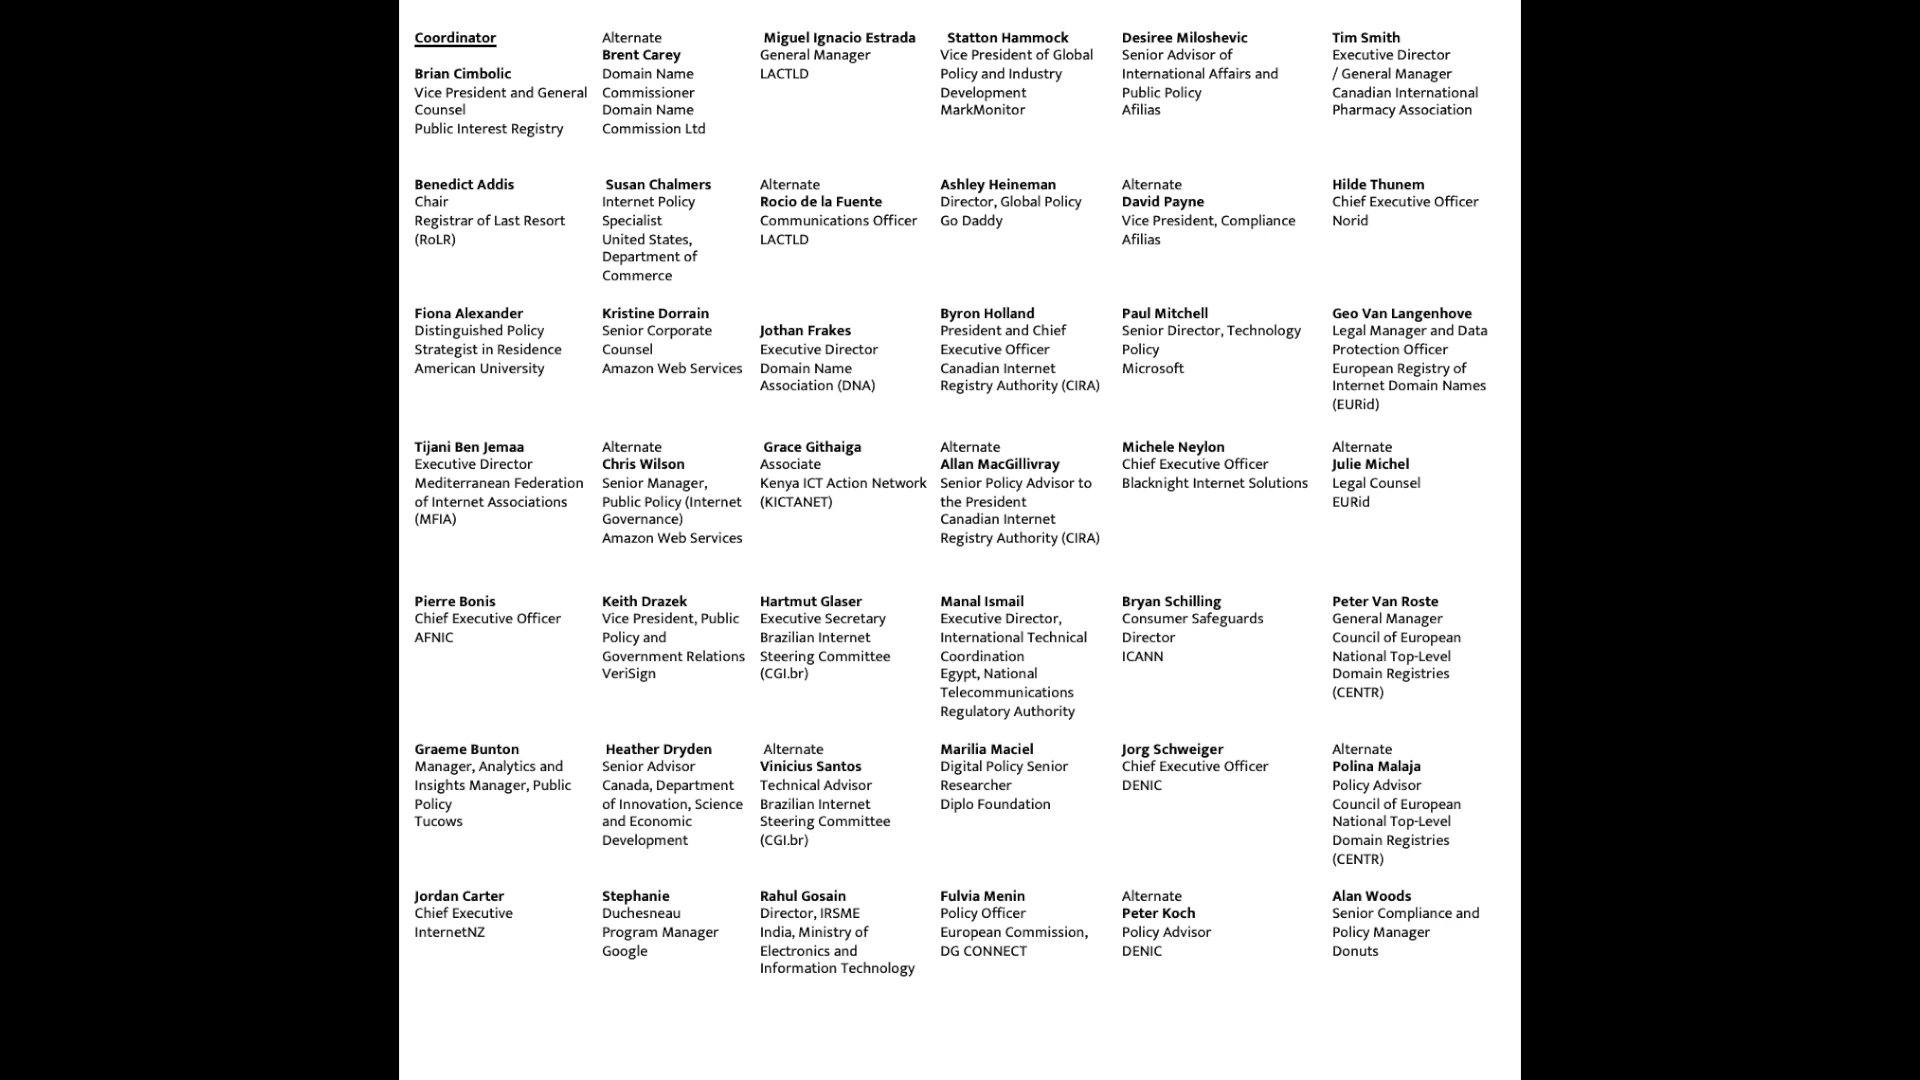 Coordinator
Brian Cimbolic
Vice President and General
Counsel
Public Interest Registry
Benedict Addis
Chair
Registrar of Last Resort
(RoLR)
Fiona Alexander
Distinguished Policy
Strategist in Residence
American University
Tijani Ben Jemaa
Executive Director
Mediterranean Federation
of Internet Associations
(MFIA)
Pierre Bonis
Chief Executive Officer
AFNIC
Graeme Bunton
Manager, Analytics and
Insights Manager, Public
Policy
Tucows
Jordan Carter
Chief Executive
InternetNZ
Alternate
Brent Carey
Domain Name
Commissioner
Domain Name
Commission Ltd
Susan Chalmers
Internet Policy
Specialist
United States,
Department of
Commerce
Kristine Dorrain
Senior Corporate
Counsel
Amazon Web Services
Alternate
Chris Wilson
Senior Manager,
Public Policy (Internet
Governance)
Amazon Web Services
Keith Drazek
Vice President, Public
Policy and
Government Relations
VeriSign
Heather Dryden
Senior Advisor
Canada, Department
of Innovation, Science
and Economic
Development
Stephanie
Duchesneau
Program Manager
Google
Miguel Ignacio Estrada
General Manager
LACTLD
Alternate
Rocio de la Fuente
Communications Officer
LACTLD
Jothan Frakes
Executive Director
Domain Name
Association (DNA)
Grace Githaiga
Associate
Kenya ICT Action Network
(KICTANET)
Hartmut Glaser
Executive Secretary
Brazilian Internet
Steering Committee
(CGI.br)
Alternate
Vinicius Santos
Technical Advisor
Brazilian Internet
Steering Committee
(CGI.br)
Rahul Gosain
Director, IRSME
India, Ministry of
Electronics and
Information Technology
Statton Hammock
Vice President of Global
Policy and Industry
Development
MarkMonitor
Ashley Heineman
Director, Global Policy
Go Daddy
Byron Holland
President and Chief
Executive Officer
Canadian Internet
Registry Authority (CIRA)
Alternate
Allan MacGillivray
Senior Policy Advisor to
the President
Canadian Internet
Registry Authority (CIRA)
Manal Ismail
Executive Director,
International Technical
Coordination
Egypt, National
Telecommunications
Regulatory Authority
Marilia Maciel
Digital Policy Senior
Researcher
Diplo Foundation
Fulvia Menin
Policy Officer
European Commission,
DG CONNECT
Desiree Miloshevic
Senior Advisor of
International Affairs and
Public Policy
Afilias
Alternate
David Payne
Vice President, Compliance
Afilias
Paul Mitchell
Senior Director, Technology
Policy
Microsoft
Michele Neylon
Chief Executive Officer
Blacknight Internet Solutions
Bryan Schilling
Consumer Safeguards
Director
ICANN
Jorg Schweiger
Chief Executive Officer
DENIC
Alternate
Peter Koch
Policy Advisor
DENIC
Tim Smith
Executive Director
/ General Manager
Canadian International
Pharmacy Association
Hilde Thunem
Chief Executive Officer
Norid
Geo Van Langenhove
Legal Manager and Data
Protection Officer
European Registry of
Internet Domain Names
(EURid)
Alternate
Julie Michel
Legal Counsel
EURid
Peter Van Roste
General Manager
Council of European
National Top-Level
Domain Registries
(CENTR)
Alternate
Polina Malaja
Policy Advisor
Council of European
National Top-Level
Domain Registries
(CENTR)
Alan Woods
Senior Compliance and
Policy Manager
Donuts